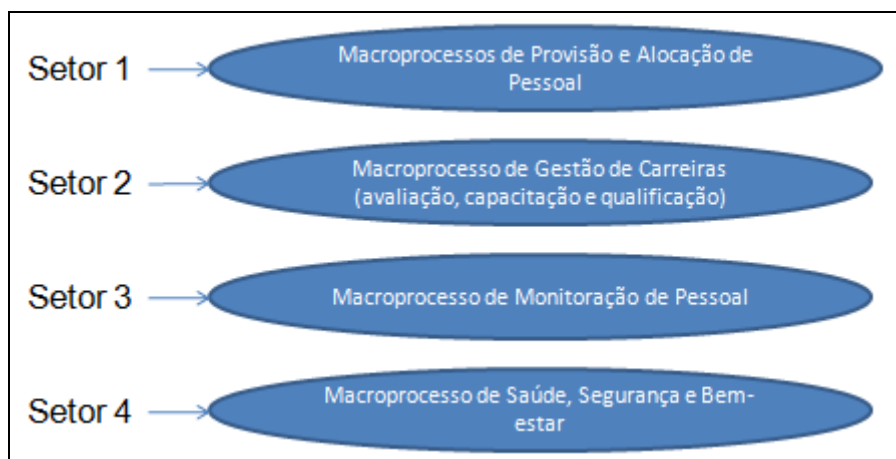 Setor 1
Macroprocessos de Provisão e Alocação de
Pessoal
Setor 2
Macroprocesso de Gestão de Carreiras
(avaliação, capacitação e qualificação)
Setor 3
Macroprocesso de Monitoração de Pessoal
Setor 4
Macroprocesso de Saúde, Segurança e Bem-
estar